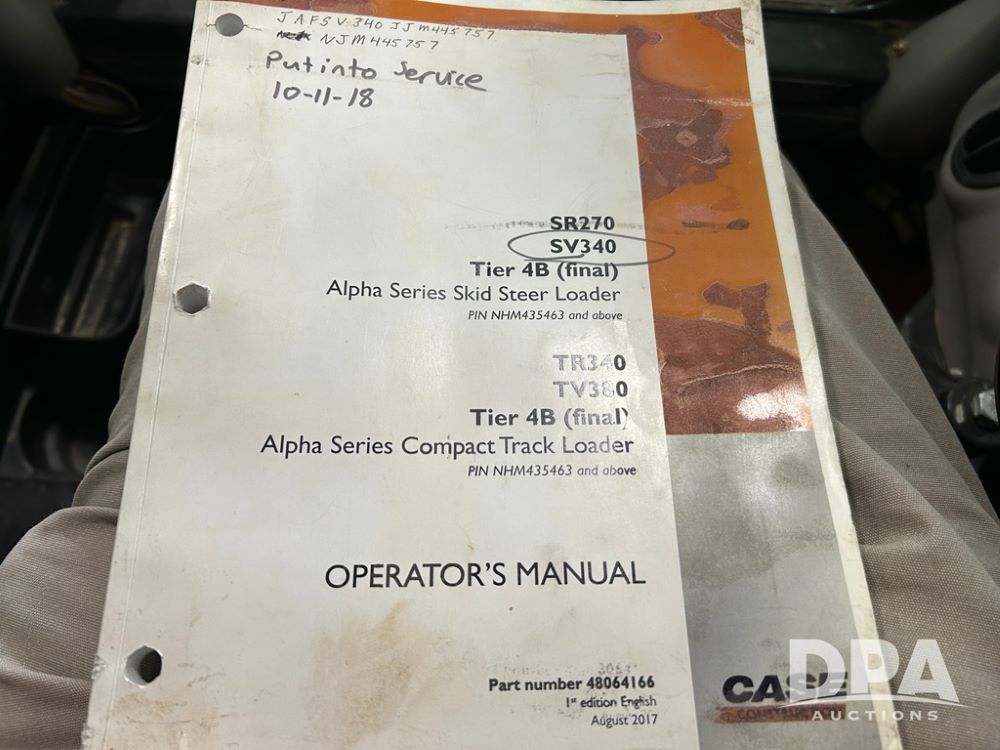 JAFSV340JJM445757
NJM445757
Put into Service
10-11-18
SR270
SV340
Tier 4B (final)
Alpha Series Skid Steer Loader
PIN NHM435463 and above
TR340
TV380
Tier 4B (final)
Alpha Series Compact Track Loader
PIN NHM435463 and above
OPERATOR'S MANUAL
Part number 48064166
1st edition English
August 2017
CASE
CONSTRUCTION
DPA
AUCTIONS